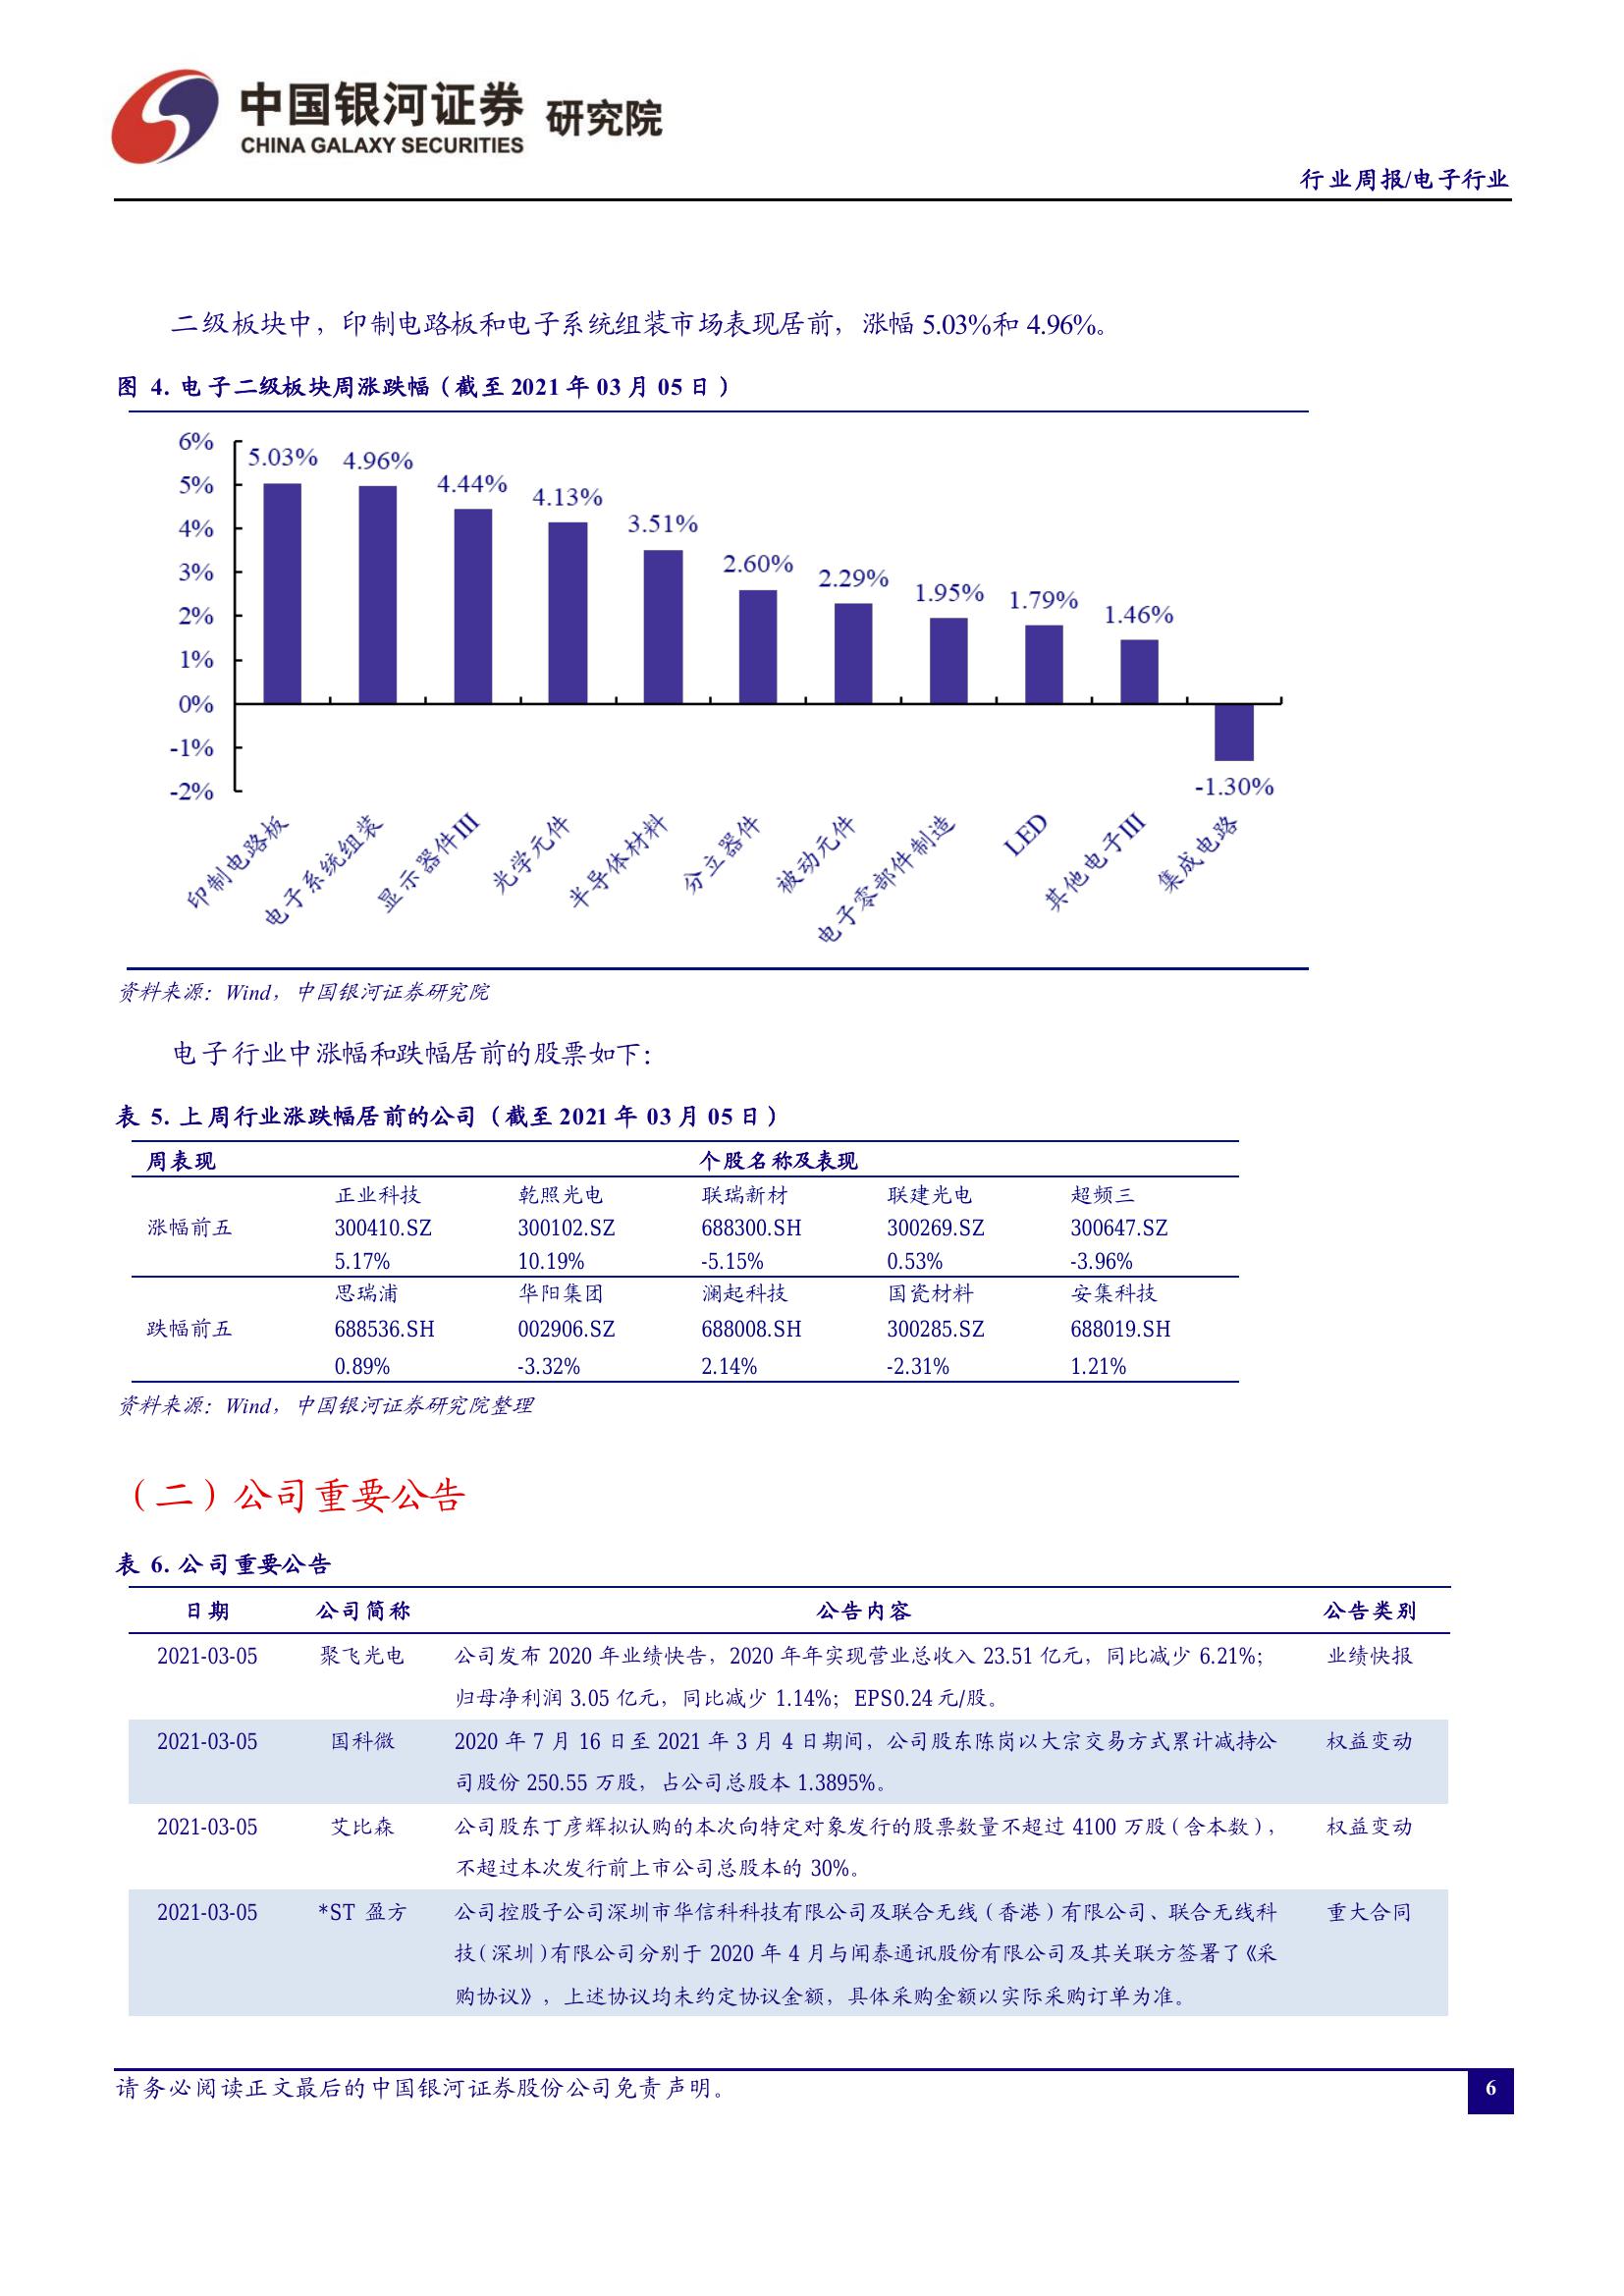 中国银河证券 研究院
CHINA GALAXY SECURITIES
行业周报/电子行业
二级板块中，印制电路板和电子系统组装市场表现居前，涨幅 5.03%和 4.96%。
图 4. 电子二级板块周涨跌幅（截至 2021 年 03 月 05 日）
6%
5%
4%
3%
2%
1%
0%
-1%
-2%
5.03% 4.96% 4.44% 4.13% 3.51% 2.60% 2.29% 1.95% 1.79% 1.46% -1.30%
印制电路板 电子系统组装 显示器件III 光学元件 半导体材料 分立器件 被动元件 电子零部件制造 LED 其他电子III 集成电路
资料来源：Wind，中国银河证券研究院
电子行业中涨幅和跌幅居前的股票如下：
表 5. 上周行业涨跌幅居前的公司（截至 2021 年 03 月 05 日）
周表现 个股名称及表现
正业科技 乾照光电 联瑞新材 联建光电 超频三
涨幅前五 300410.SZ 300102.SZ 688300.SH 300269.SZ 300647.SZ
5.17% 10.19% -5.15% 0.53% -3.96%
思瑞浦 华阳集团 澜起科技 国瓷材料 安集科技
跌幅前五 688536.SH 002906.SZ 688008.SH 300285.SZ 688019.SH
0.89% -3.32% 2.14% -2.31% 1.21%
资料来源：Wind，中国银河证券研究院整理
（二）公司重要公告
表 6. 公司重要公告
日期 公司简称 公告内容 公告类别
2021-03-05 聚飞光电 公司发布 2020 年业绩快告，2020 年年实现营业总收入 23.51 亿元，同比减少 6.21%； 业绩快报
归母净利润 3.05 亿元，同比减少 1.14%；EPS0.24 元/股。
2021-03-05 国科微 2020 年 7 月 16 日至 2021 年 3 月 4 日期间，公司股东陈岗以大宗交易方式累计减持公 权益变动
司股份 250.55 万股，占公司总股本 1.3895%。
2021-03-05 艾比森 公司股东丁彦辉拟认购的本次向特定对象发行的股票数量不超过 4100 万股（含本数）， 权益变动
不超过本次发行前上市公司总股本的 30%。
2021-03-05 *ST 盈方 公司控股子公司深圳市华信科科技有限公司及联合无线（香港）有限公司、联合无线科 重大合同
技（深圳）有限公司分别于 2020 年 4 月与闻泰通讯股份有限公司及其关联方签署了《采
购协议》，上述协议均未约定协议金额，具体采购金额以实际采购订单为准。
请务必阅读正文最后的中国银河证券股份公司免责声明。
6